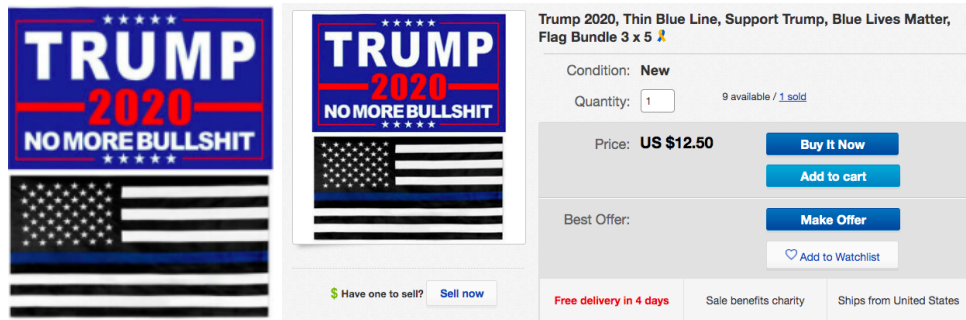 TRUMP
2020
NO MORE BULLSHIT
TRUMP
2020
NO MORE BULLSHIT
$ Have one to sell? Sell now
Trump 2020, Thin Blue Line, Support Trump, Blue Lives Matter,
Flag Bundle 3 x 5
Condition: New
Quantity: 1 9 available / 1 sold
Price: US $12.50 Buy It Now
Add to cart
Best Offer: Make Offer
Add to Watchlist
Free delivery in 4 days Sale benefits charity Ships from United States